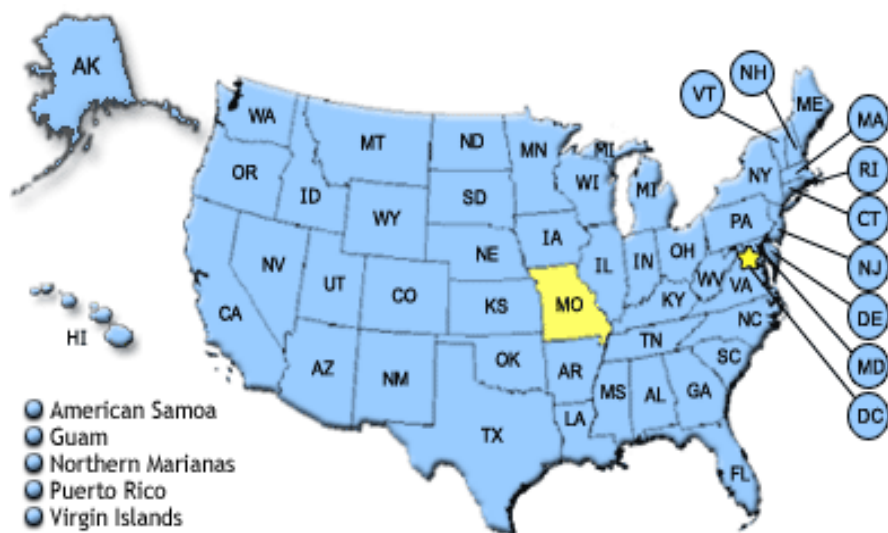 AK
NH
VT
ME
WA
MA
MT
ND
MN
MI
OR
RI
ID
WI
MI
NY
SD
WY
CT
PA
IA
NE
OH
NV
IL
IN
NJ
UT
WV
VA
CO
KS
MO
KY
CA
NC
DE
HI
TN
OK
SC
AZ
NM
AR
MD
MS
AL
GA
American Samoa
DC
LA
TX
Guam
Northern Marianas
FL
Puerto Rico
Virgin Islands